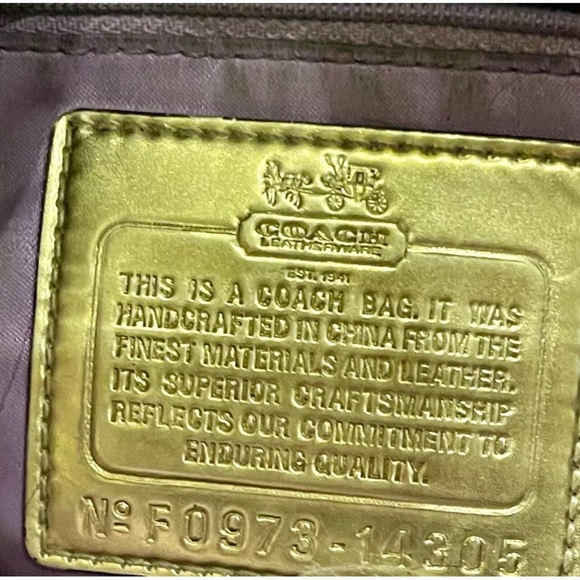 COACH
LEATHERWARE
EST. 1941
THIS IS A COACH BAG. IT WAS
HANDCRAFTED IN CHINA FROM THE
FINEST MATERIALS AND LEATHER.
ITS SUPERIOR CRAFTSMANSHIP
REFLECTS OUR COMMITMENT TO
ENDURING QUALITY.
Nº F0973-14305